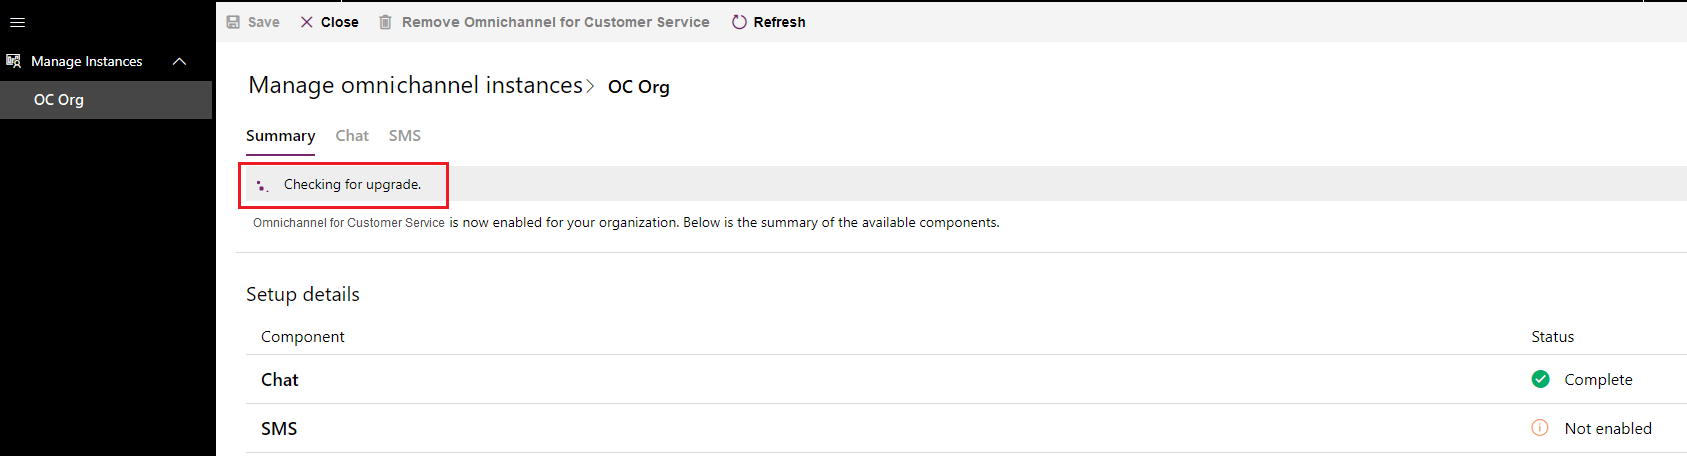 Save Close Remove Omnichannel for Customer Service Refresh
Manage Instances
OC Org
Manage omnichannel instances> OC Org
Summary Chat SMS
Checking for upgrade.
Omnichannel for Customer Service is now enabled for your organization. Below is the summary of the available components.
Setup details
Component Status
Chat Complete
SMS Not enabled